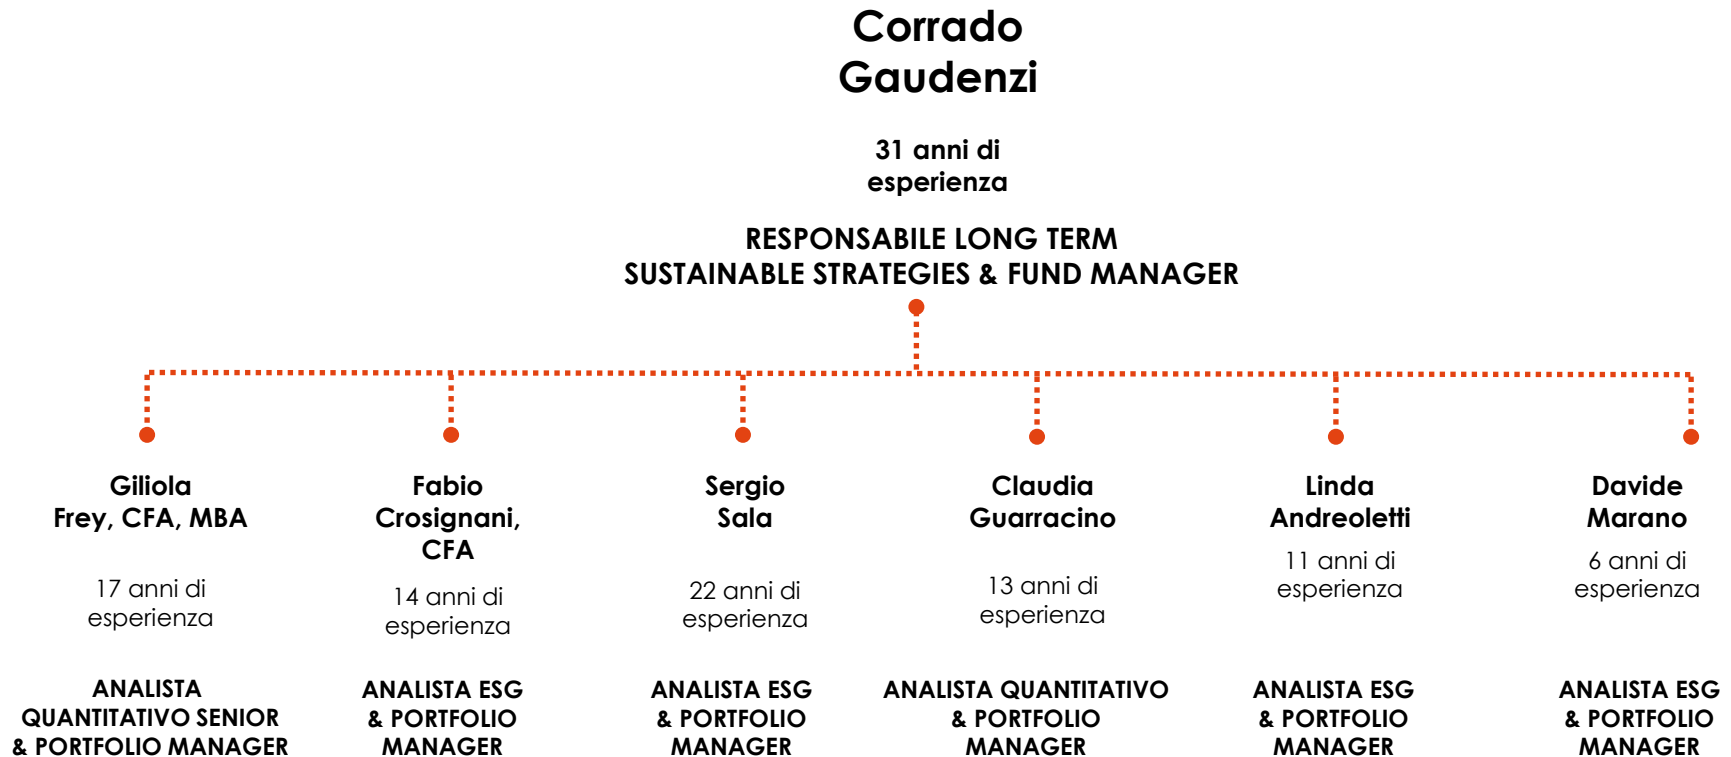 Corrado
Gaudenzi
31 anni di
esperienza
RESPONSABILE LONG TERM
SUSTAINABLE STRATEGIES & FUND MANAGER
Giliola
Frey, CFA, MBA
17 anni di
esperienza
ANALISTA
QUANTITATIVO SENIOR
& PORTFOLIO MANAGER
Fabio
Crosignani,
CFA
14 anni di
esperienza
ANALISTA ESG
& PORTFOLIO
MANAGER
Sergio
Sala
22 anni di
esperienza
ANALISTA ESG
& PORTFOLIO
MANAGER
Claudia
Guarracino
13 anni di
esperienza
ANALISTA QUANTITATIVO
& PORTFOLIO
MANAGER
Linda
Andreoletti
11 anni di
esperienza
ANALISTA ESG
& PORTFOLIO
MANAGER
Davide
Marano
6 anni di
esperienza
ANALISTA ESG
& PORTFOLIO
MANAGER